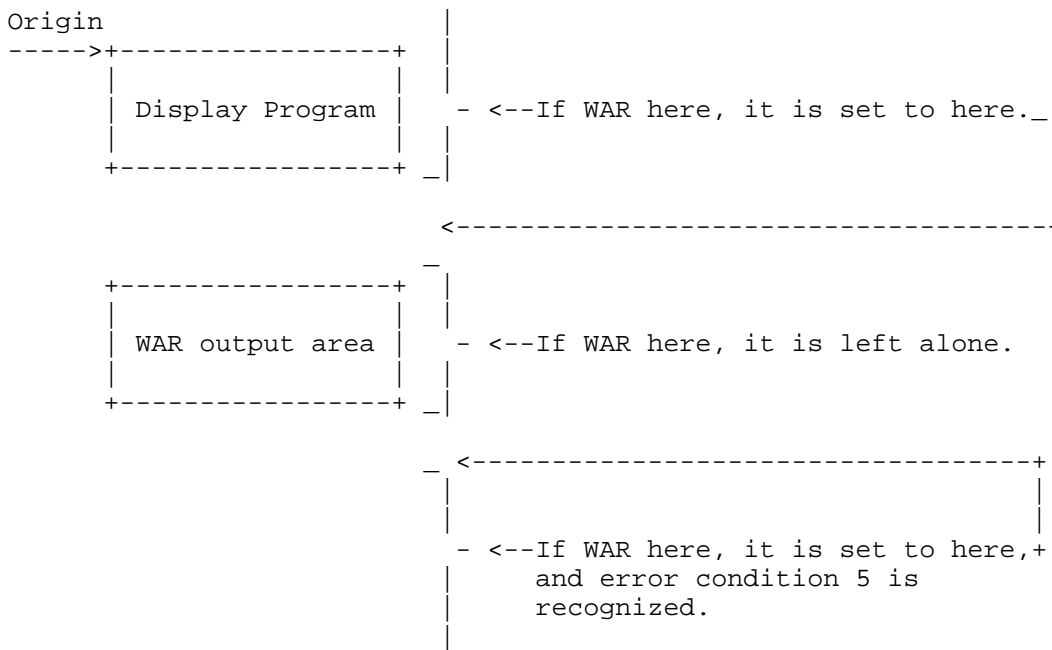 Origin
Display Program
<--If WAR here, it is set to here._
WAR output area
<--If WAR here, it is left alone.
<--If WAR here, it is set to here,+
and error condition 5 is
recognized.